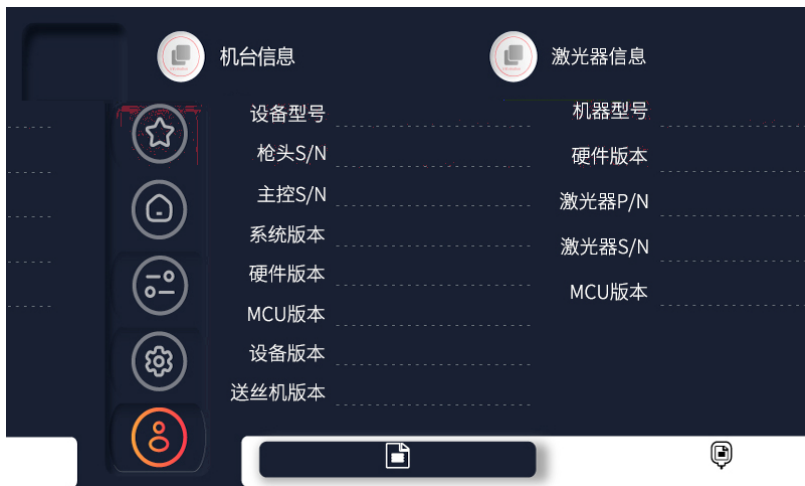 机台信息
设备型号
枪头S/N
主控S/N
系统版本
硬件版本
MCU版本
设备版本
送丝机版本
激光器信息
机器型号
硬件版本
激光器P/N
激光器S/N
MCU版本